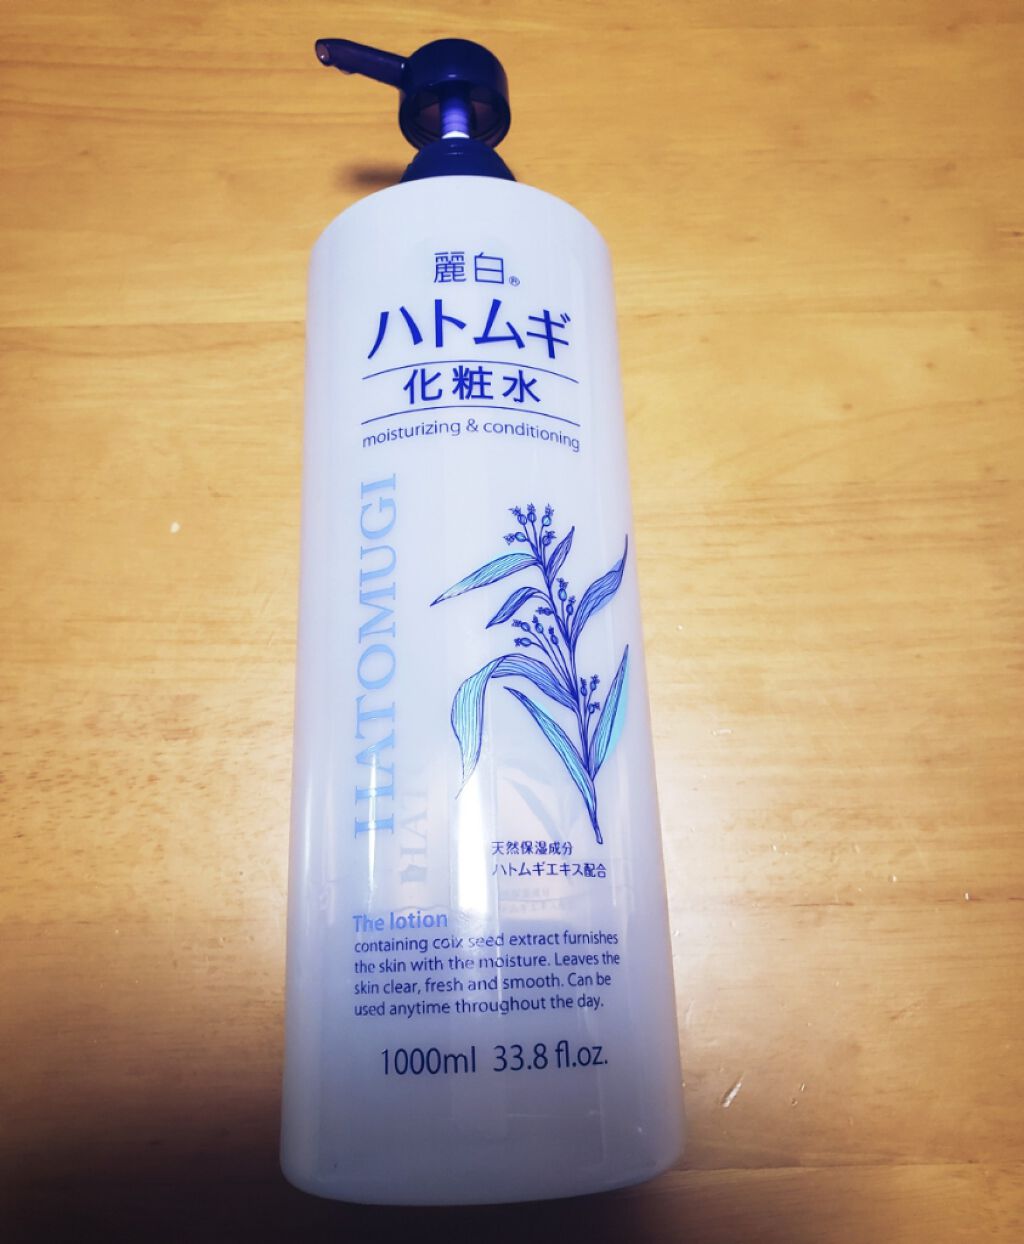 麗白®
ハトムギ
化粧水
moisturizing & conditioning
HATOMUGI
天然保湿成分
ハトムギエキス配合
The lotion
containing coix seed extract furnishes
the skin with the moisture. Leaves the
skin clear, fresh and smooth. Can be
used anytime throughout the day.
1000ml 33.8 fl.oz.